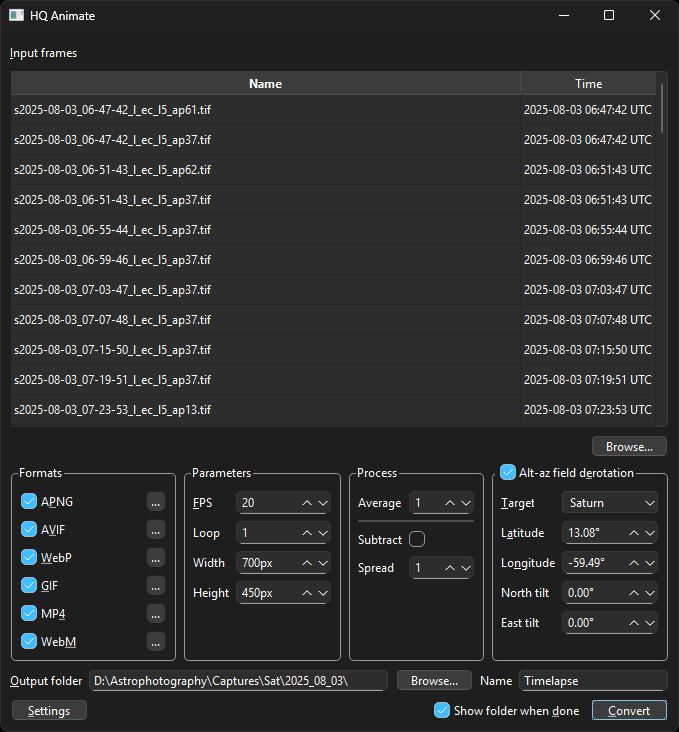 HQ Animate
Input frames
Name Time
s2025-08-03_06-47-42_l_ec_l5_ap61.tif 2025-08-03 06:47:42 UTC
s2025-08-03_06-47-42_l_ec_l5_ap37.tif 2025-08-03 06:47:42 UTC
s2025-08-03_06-51-43_l_ec_l5_ap62.tif 2025-08-03 06:51:43 UTC
s2025-08-03_06-51-43_l_ec_l5_ap37.tif 2025-08-03 06:51:43 UTC
s2025-08-03_06-55-44_l_ec_l5_ap37.tif 2025-08-03 06:55:44 UTC
s2025-08-03_06-59-46_l_ec_l5_ap37.tif 2025-08-03 06:59:46 UTC
s2025-08-03_07-03-47_l_ec_l5_ap37.tif 2025-08-03 07:03:47 UTC
s2025-08-03_07-07-48_l_ec_l5_ap37.tif 2025-08-03 07:07:48 UTC
s2025-08-03_07-15-50_l_ec_l5_ap37.tif 2025-08-03 07:15:50 UTC
s2025-08-03_07-19-51_l_ec_l5_ap37.tif 2025-08-03 07:19:51 UTC
s2025-08-03_07-23-53_l_ec_l5_ap13.tif 2025-08-03 07:23:53 UTC
Browse...
Formats
APNG ...
AVIF ...
WebP ...
GIF ...
MP4 ...
WebM ...
Parameters
FPS 20
Loop 1
Width 700px
Height 450px
Process
Average 1
Subtract
Spread 1
Alt-az field derotation
Target Saturn
Latitude 13.08°
Longitude -59.49°
North tilt 0.00°
East tilt 0.00°
Output folder D:\Astrophotography\Captures\Sat\2025_08_03\ Browse... Name Timelapse
Settings Show folder when done Convert